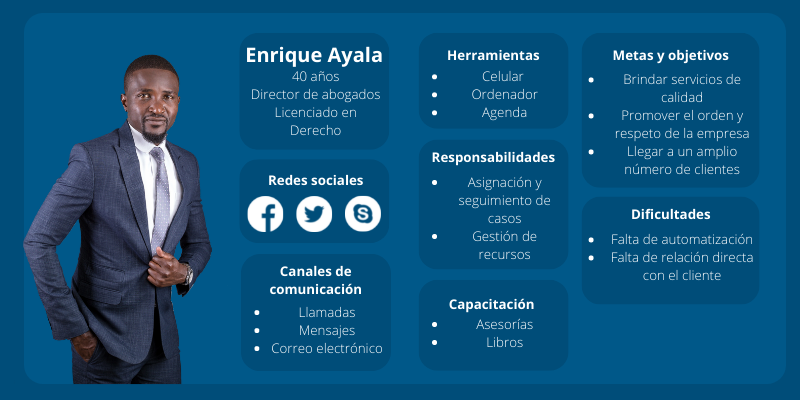 Enrique Ayala
40 años
Director de abogados
Licenciado en
Derecho
Redes sociales
Canales de
comunicación
Llamadas
Mensajes
Correo electrónico
Herramientas
Celular
Ordenador
Agenda
Responsabilidades
Asignación y
seguimiento de
casos
Gestión de
recursos
Capacitación
Asesorías
Libros
Metas y objetivos
Brindar servicios de
calidad
Promover el orden y
respeto de la empresa
Llegar a un amplio
número de clientes
Dificultades
Falta de automatización
Falta de relación directa
con el cliente